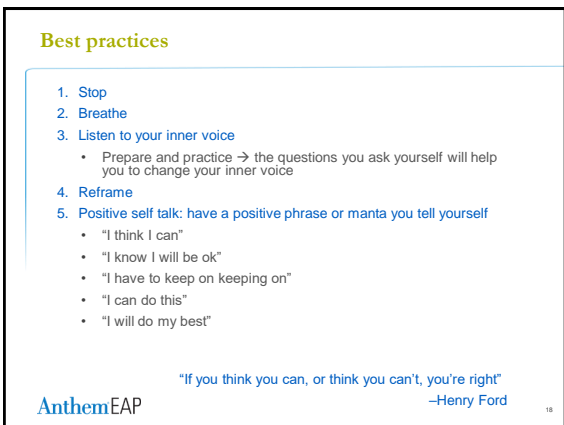 Best practices
1. Stop
2. Breathe
3. Listen to your inner voice
• Prepare and practice → the questions you ask yourself will help
you to change your inner voice
4. Reframe
5. Positive self talk: have a positive phrase or manta you tell yourself
• “I think I can”
• “I know I will be ok”
• “I have to keep on keeping on”
• “I can do this”
• “I will do my best”
“If you think you can, or think you can’t, you’re right”
–Henry Ford
Anthem EAP
18